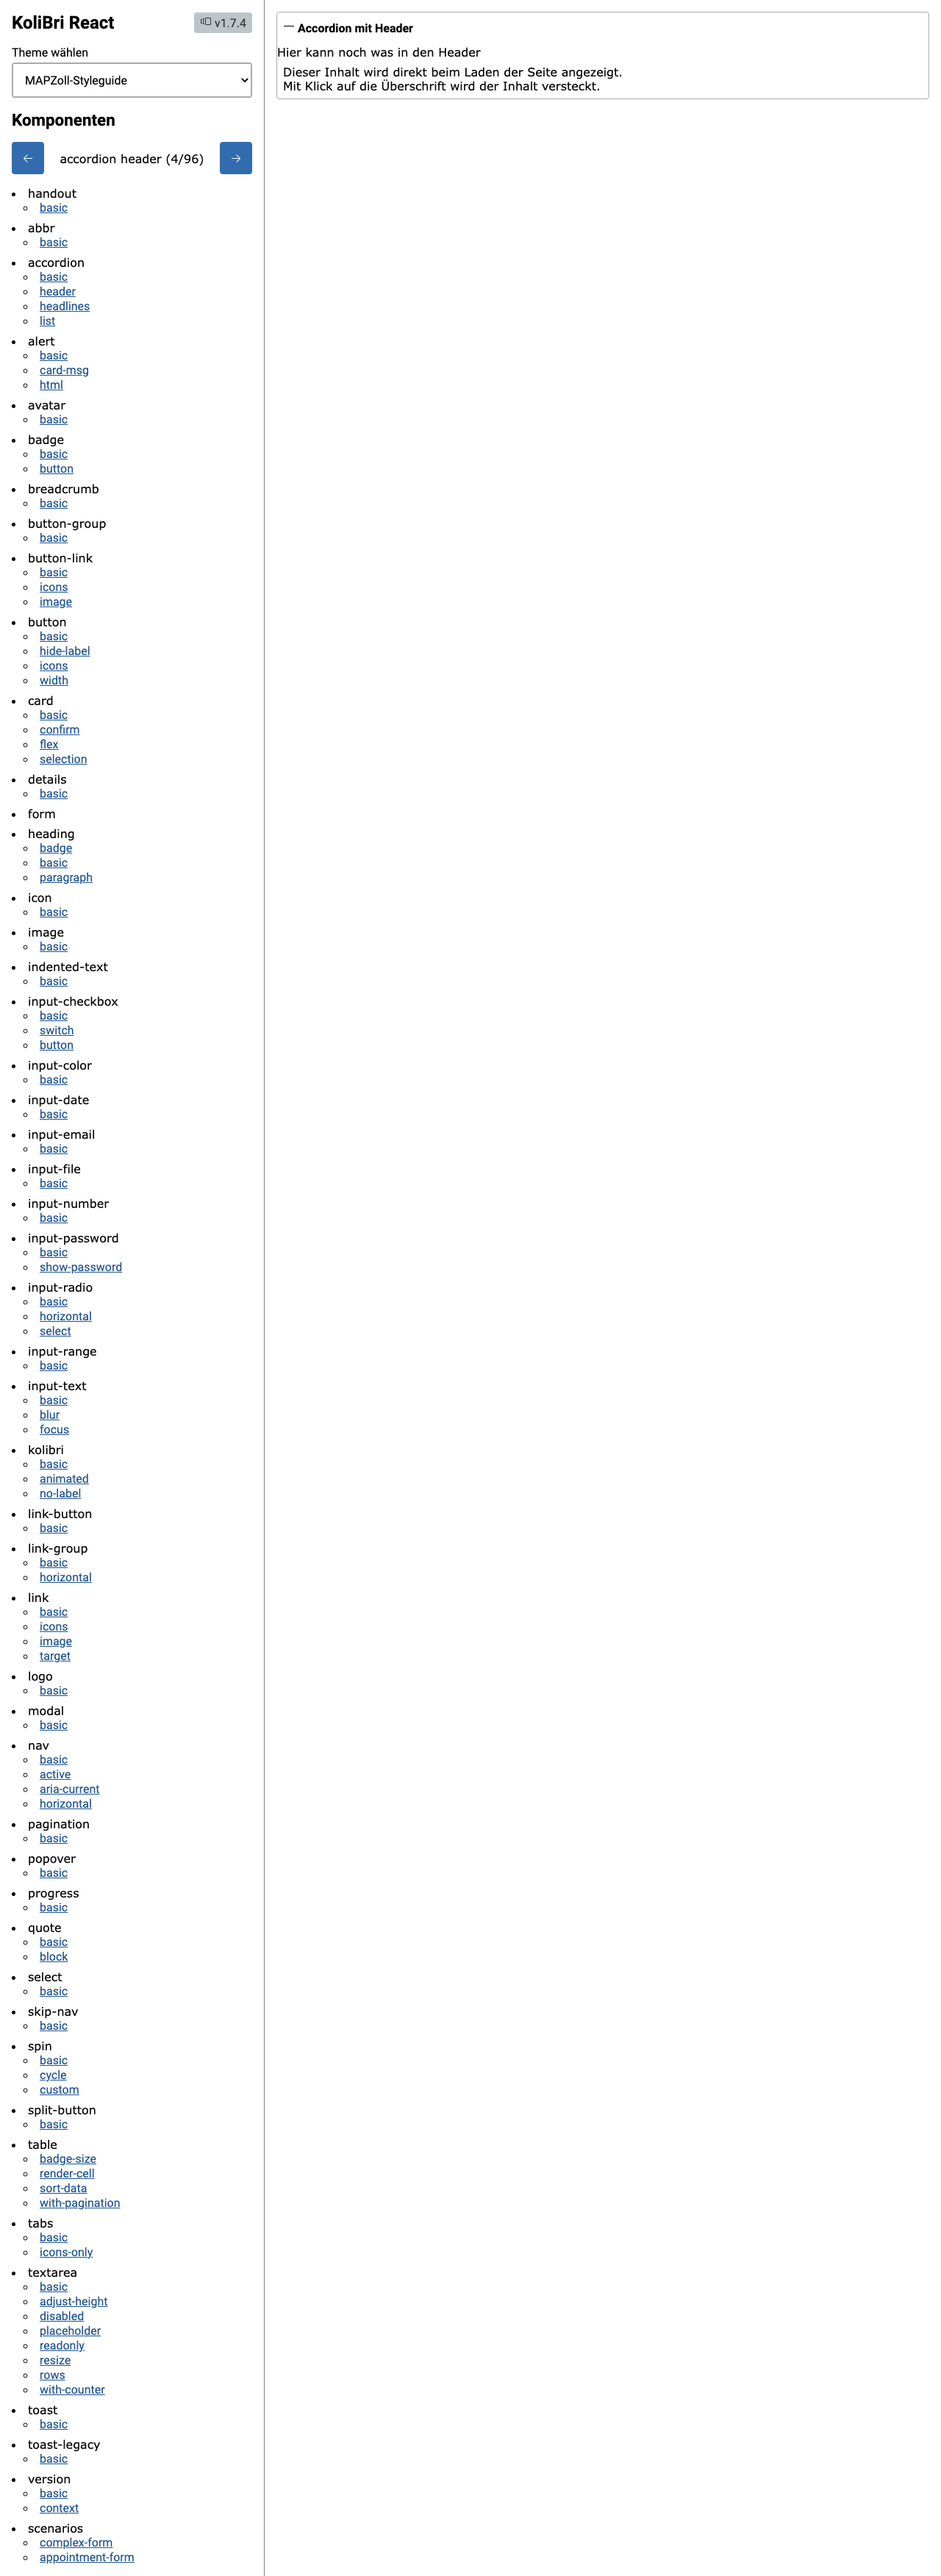 KoliBri React
v1.7.4
Theme wählen
MAPZoll-Styleguide
Komponenten
← accordion header (4/96) →
handout
basic
abbr
basic
accordion
basic
header
headlines
list
alert
basic
card-msg
html
avatar
basic
badge
basic
button
breadcrumb
basic
button-group
basic
button-link
basic
icons
image
button
basic
hide-label
icons
width
card
basic
confirm
flex
selection
details
basic
form
heading
badge
basic
paragraph
icon
basic
image
basic
indented-text
basic
input-checkbox
basic
switch
button
input-color
basic
input-date
basic
input-email
basic
input-file
basic
input-number
basic
input-password
basic
show-password
input-radio
basic
horizontal
select
input-range
basic
input-text
basic
blur
focus
kolibri
basic
animated
no-label
link-button
basic
link-group
basic
horizontal
link
basic
icons
image
target
logo
basic
modal
basic
nav
basic
active
aria-current
horizontal
pagination
basic
popover
basic
progress
basic
quote
basic
block
select
basic
skip-nav
basic
spin
basic
cycle
custom
split-button
basic
table
badge-size
render-cell
sort-data
with-pagination
tabs
basic
icons-only
textarea
basic
adjust-height
disabled
placeholder
readonly
resize
rows
with-counter
toast
basic
toast-legacy
basic
version
basic
context
scenarios
complex-form
appointment-form
Accordion mit Header
Hier kann noch was in den Header
Dieser Inhalt wird direkt beim Laden der Seite angezeigt.
Mit Klick auf die Überschrift wird der Inhalt versteckt.